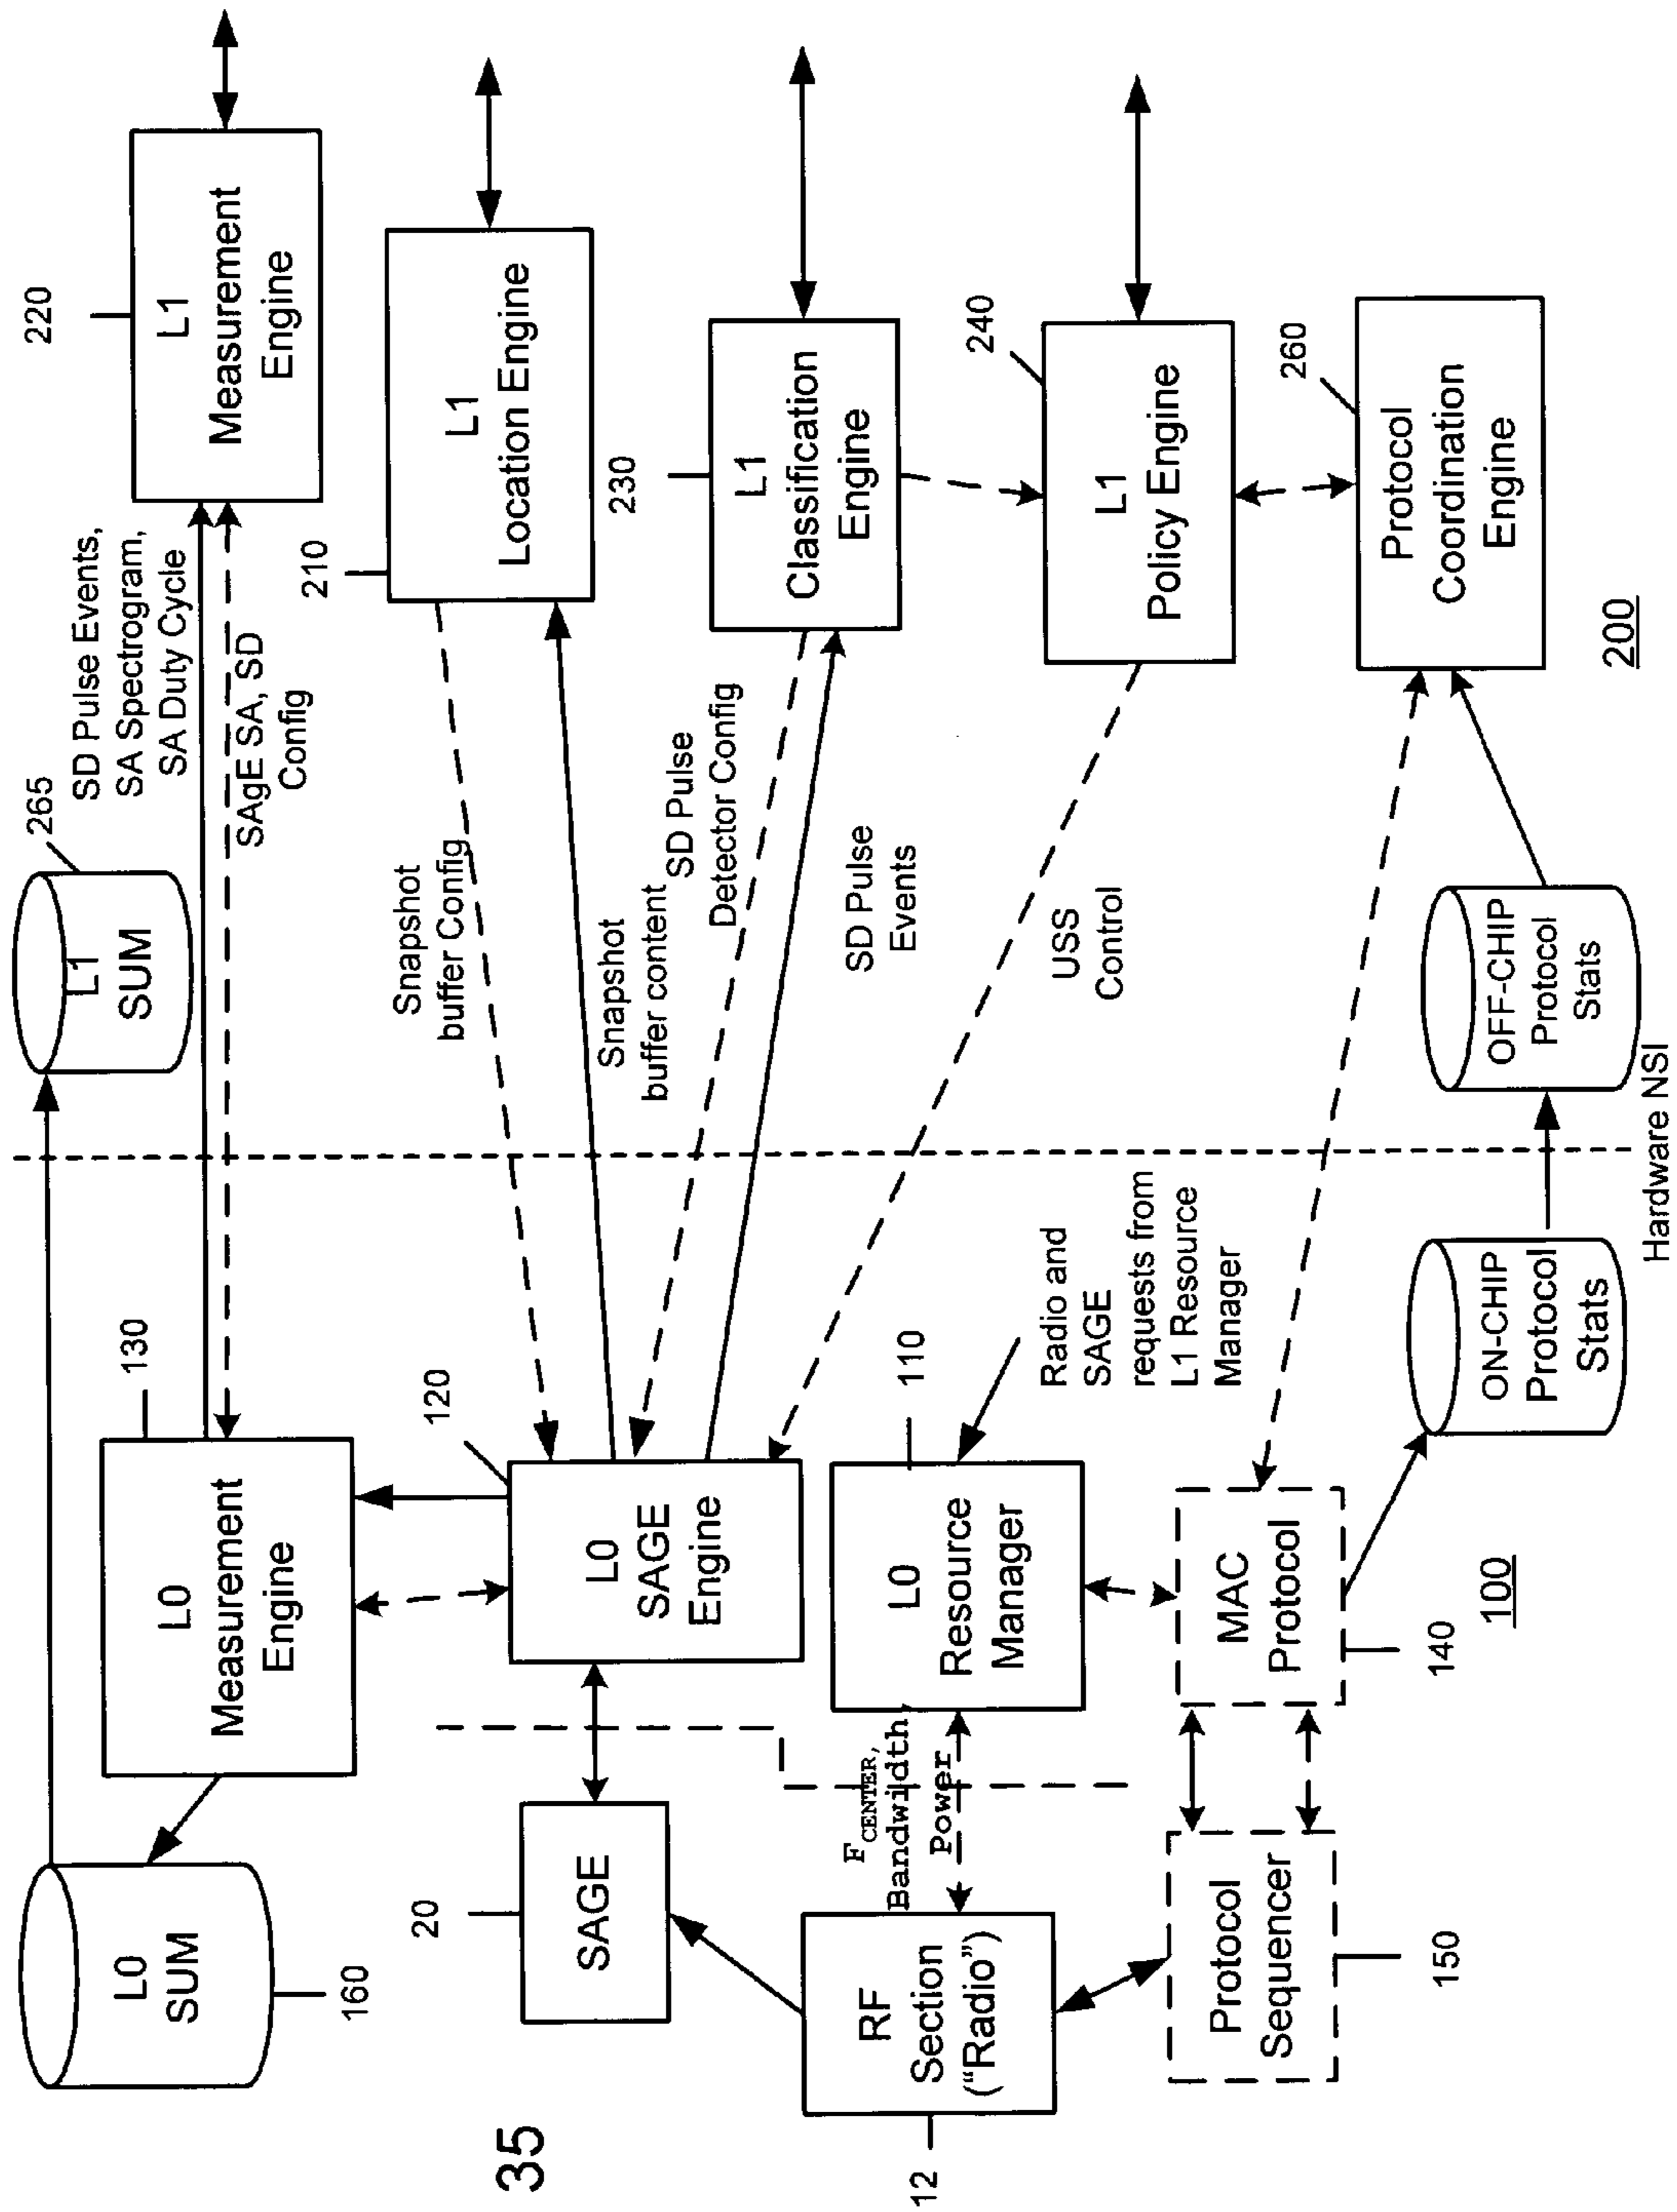 220
L1
Measurement
Engine
210
L1
Location Engine
230
L1
Classification
Engine
240
L1
Policy Engine
260
Protocol
Coordination
Engine
200
265
L1
SUM
SD Pulse Events,
SA Spectrogram,
SA Duty Cycle
SAgE SA, SD
Config
Snapshot
buffer Config
Snapshot
buffer content
SD Pulse
Detector Config
SD Pulse
Events
USS
Control
OFF-CHIP
Protocol
Stats
Hardware NSI
130
L0
Measurement
Engine
120
L0
SAGE
Engine
110
L0
Resource
Manager
Radio and
SAGE
requests from
L1 Resource
Manager
MAC
Protocol
140
100
ON-CHIP
Protocol
Stats
L0
SUM
160
20
SAGE
F CENTER,
Bandwidth,
Power
RF
Section
("Radio")
12
Protocol
Sequencer
150
35